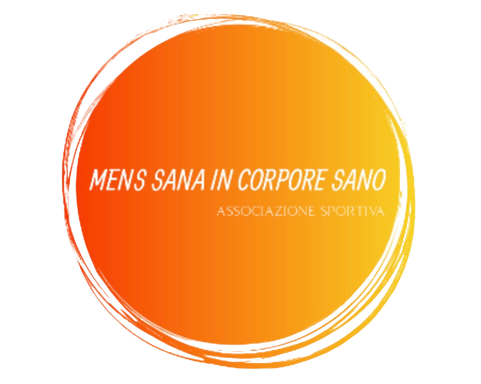 MENS SANA IN CORPORE SANO
ASSOCIAZIONE SPORTIVA